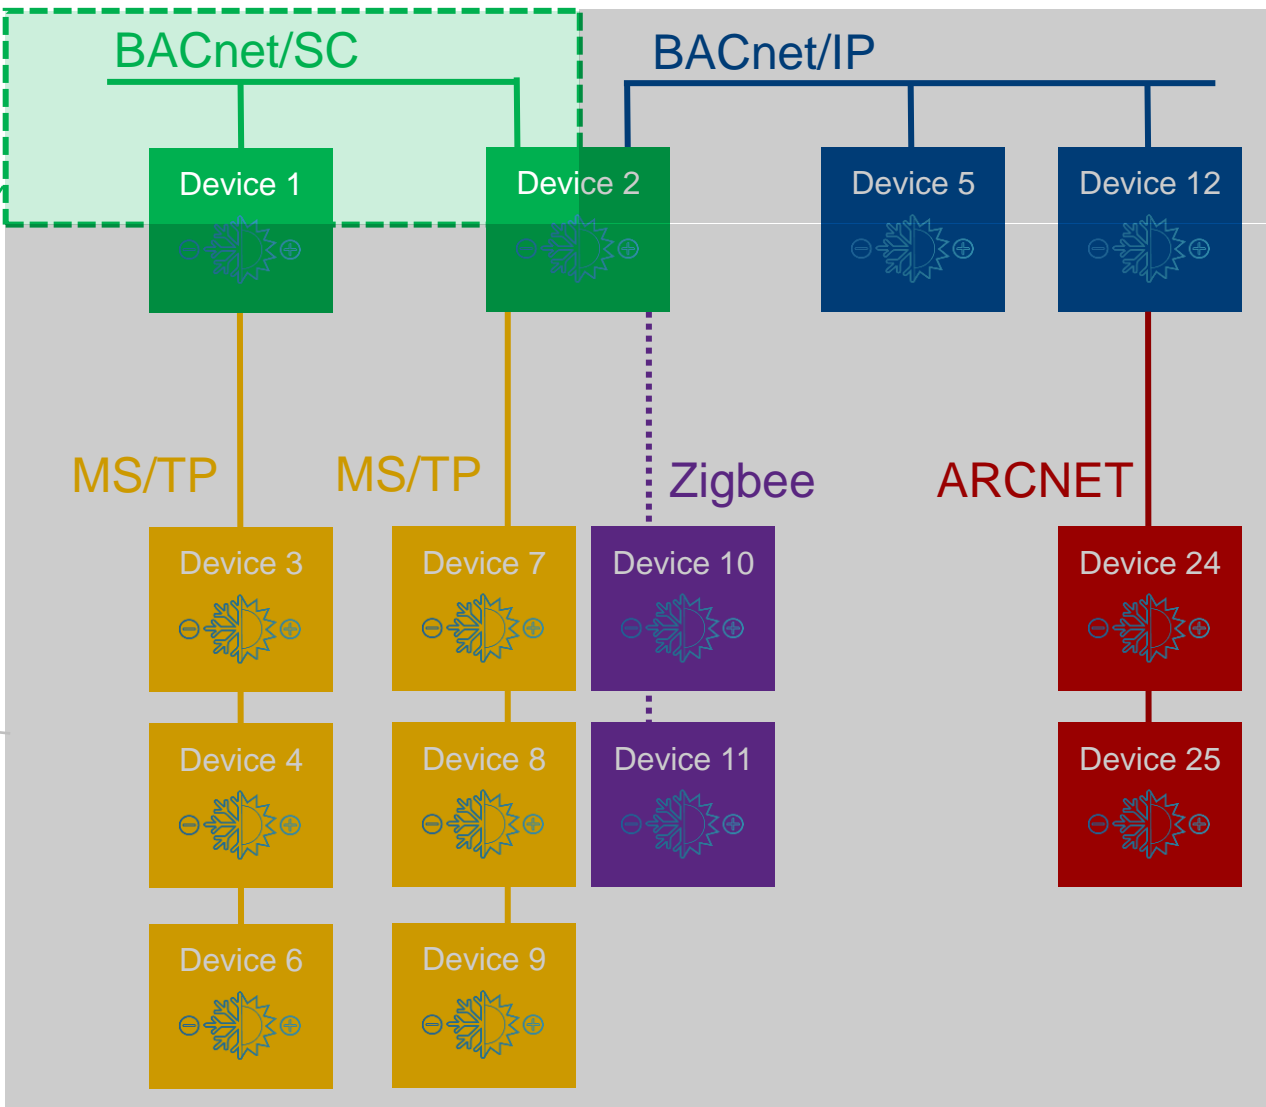 BACnet/SC
BACnet/IP
Device 1
Device 2
Device 5
Device 12
MS/TP
MS/TP
Zigbee
ARCNET
Device 3
Device 7
Device 10
Device 24
Device 4
Device 8
Device 11
Device 25
Device 6
Device 9